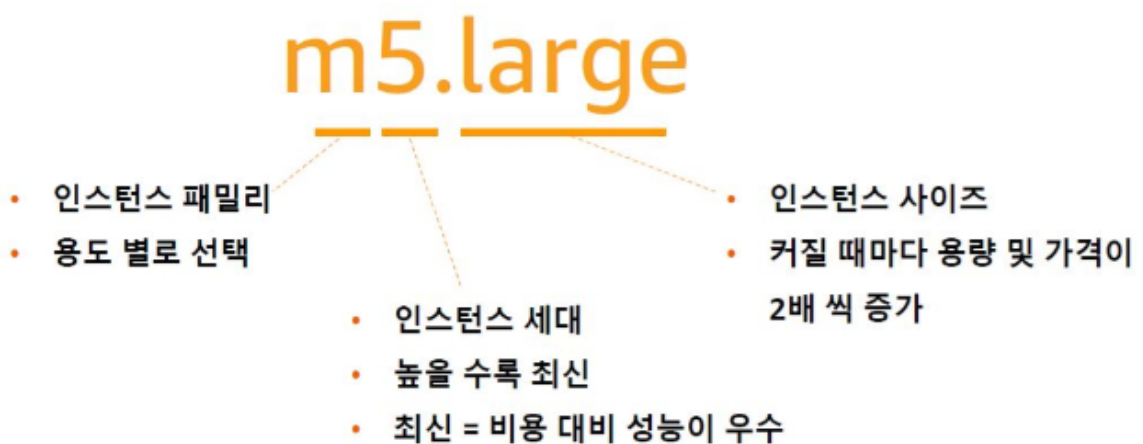 m5.large
• 인스턴스 패밀리
• 용도 별로 선택
• 인스턴스 세대
• 높을 수록 최신
• 최신 = 비용 대비 성능이 우수
• 인스턴스 사이즈
• 커질 때마다 용량 및 가격이
2배 씩 증가